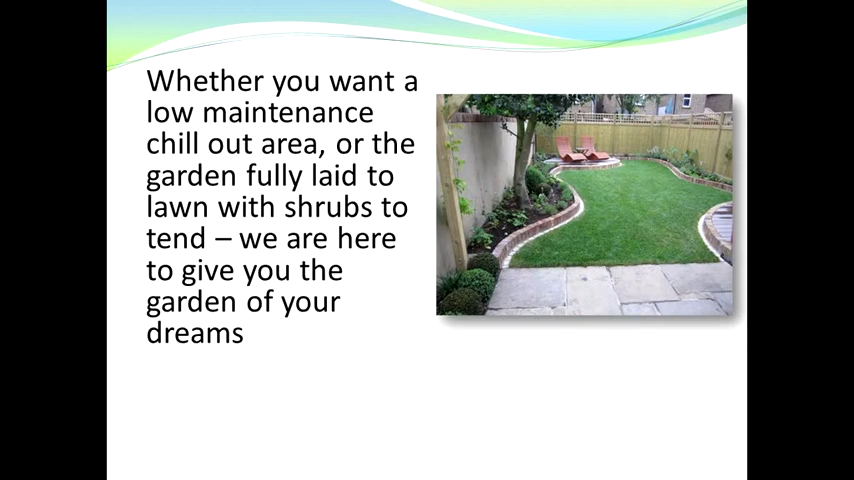 Whether you want a
low maintenance
chill out area, or the
garden fully laid to
lawn with shrubs to
tend – we are here
to give you the
garden of your
dreams